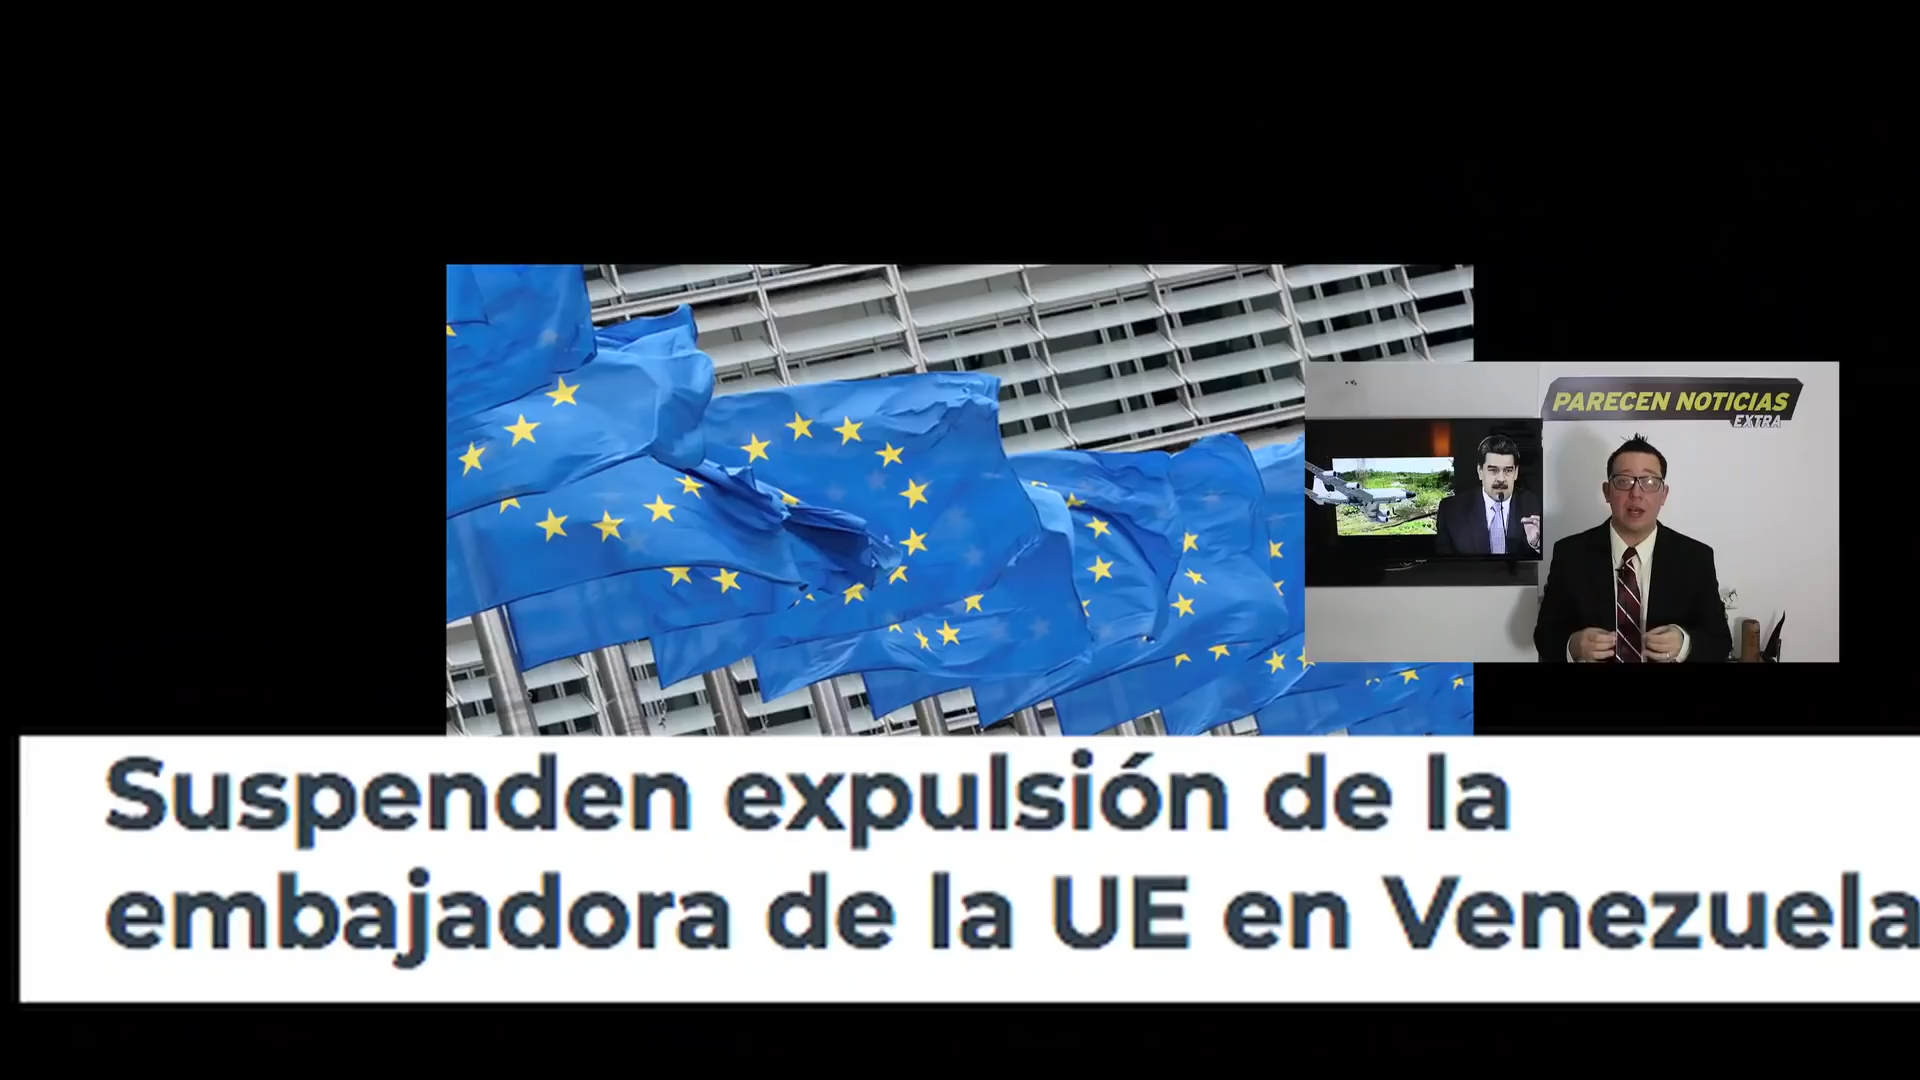 PARECEN NOTICIAS
EXTRA
Suspenden expulsión de la
embajadora de la UE en Venezuela